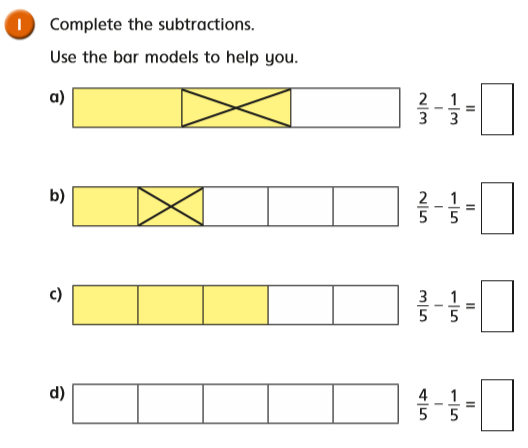 1 Complete the subtractions.
Use the bar models to help you.
a) 2/3 − 1/3 =
b) 2/5 − 1/5 =
c) 3/5 − 1/5 =
d) 4/5 − 1/5 =